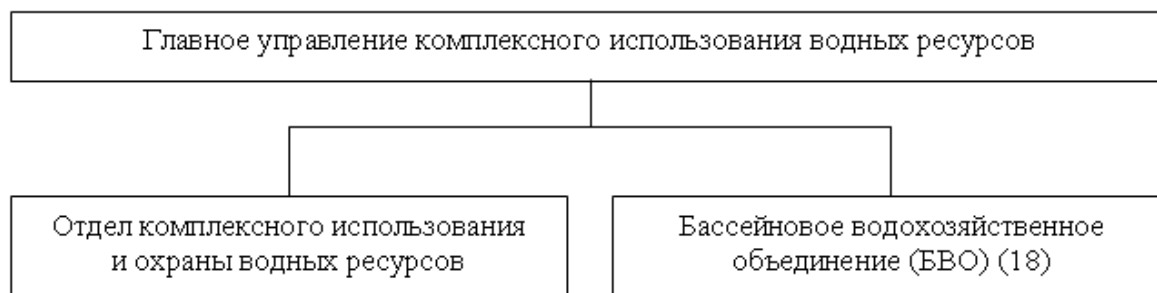 Главное управление комплексного использования водных ресурсов
Отдел комплексного использования
и охраны водных ресурсов
Бассейновое водохозяйственное
объединение (БВО) (18)